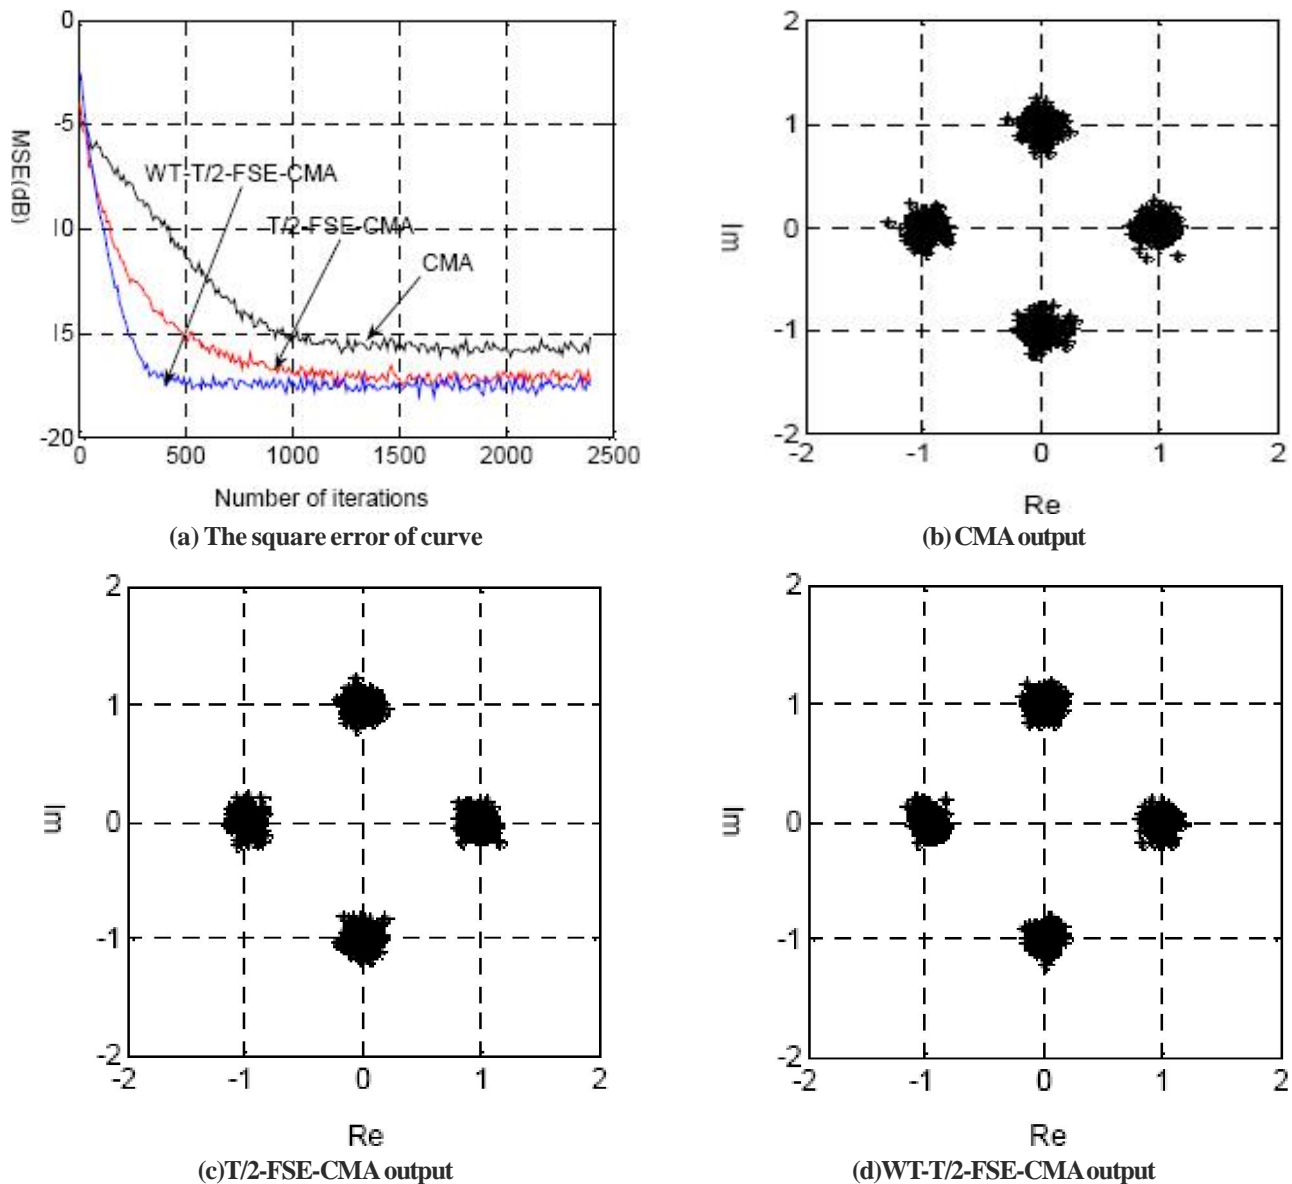 0
-5
10
15
-20
MSE(dB)
WT-T/2-FSE-CMA
T/2-FSE-CMA
CMA
0 500 1000 1500 2000 2500
Number of iterations
(a) The square error of curve
2
1
0
-1
-2
Im
-2 -1 0 1 2
Re
(b) CMA output
2
1
0
-1
-2
Im
-2 -1 0 1 2
Re
(c)T/2-FSE-CMA output
2
1
0
-1
-2
Im
-2 -1 0 1 2
Re
(d)WT-T/2-FSE-CMA output